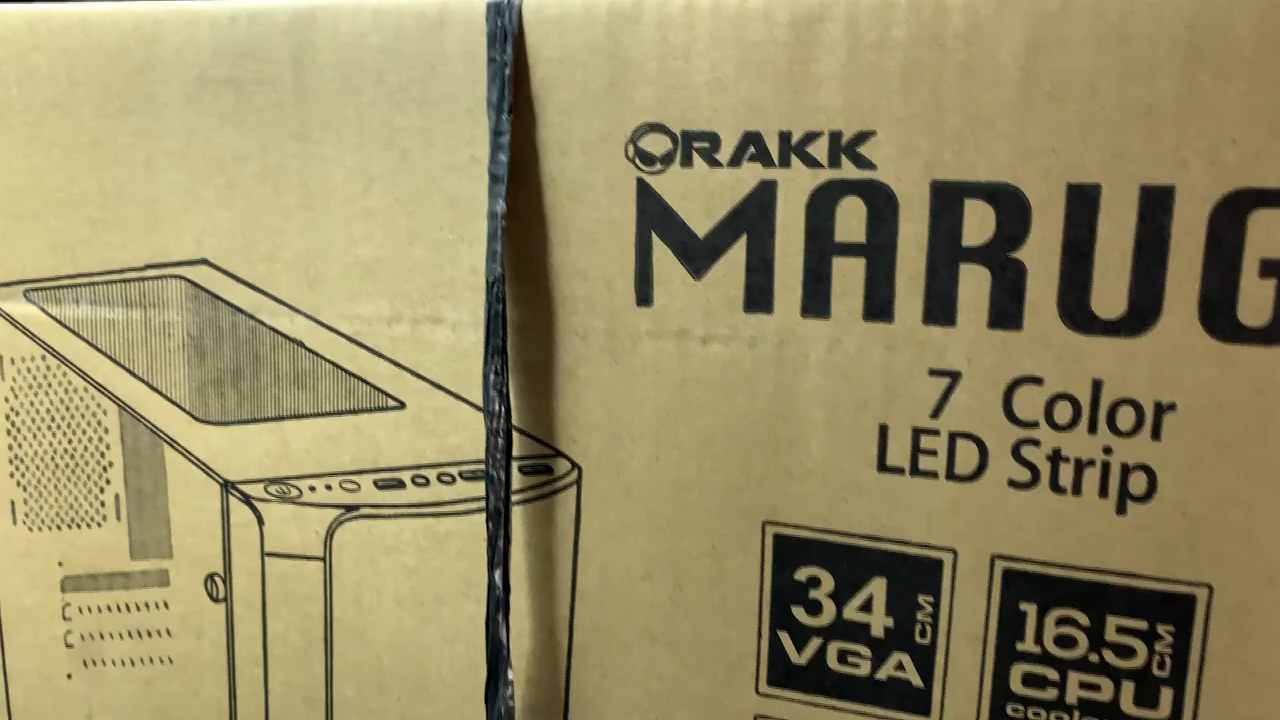 RAKK
MARUG
7 Color
LED Strip
34 CM
VGA
16.5 CM
CPU